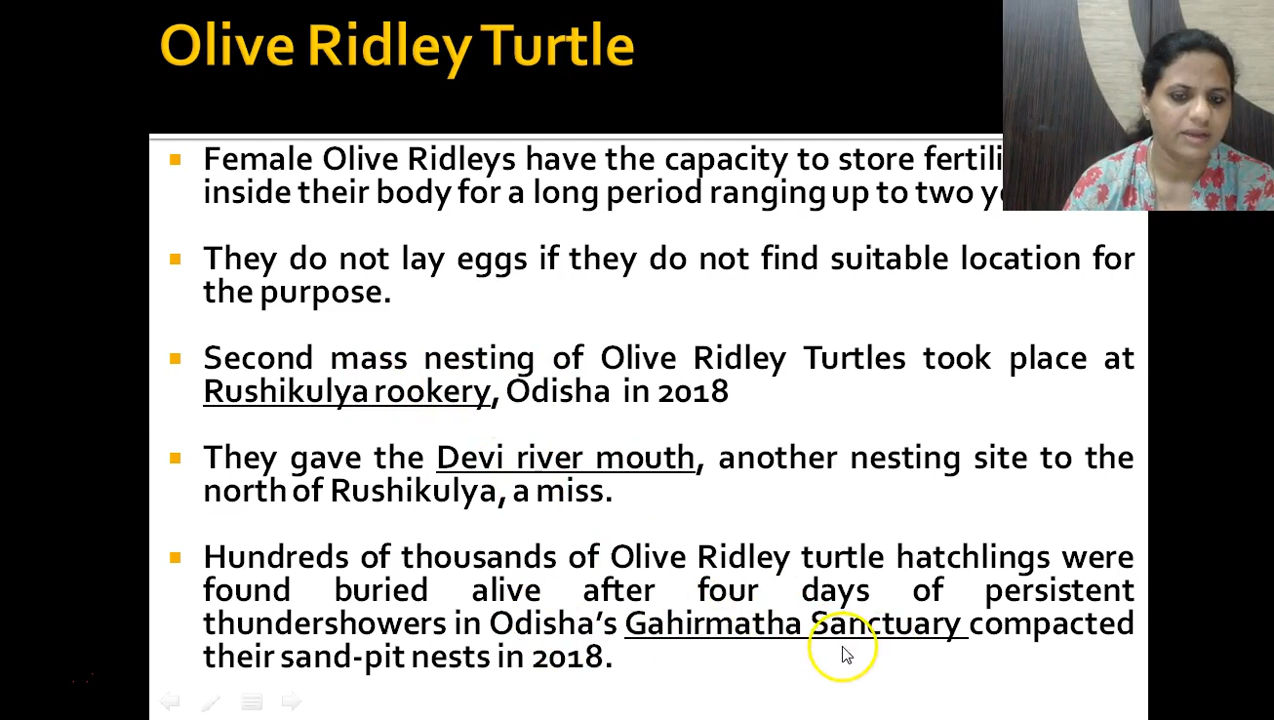 Olive Ridley Turtle
Female Olive Ridleys have the capacity to store
inside their body for a long period ranging up to two
They do not lay eggs if they do not find suitable location for
the purpose.
Second mass nesting of Olive Ridley Turtles took place at
Rushikulya rookery, Odisha in 2018
They gave the Devi river mouth, another nesting site to the
north of Rushikulya, a miss.
Hundreds of thousands of Olive Ridley turtle hatchlings were
found buried alive after four days of persistent
thundershowers in Odisha's Gahirmatha Sanctuary compacted
their sand-pit nests in 2018.